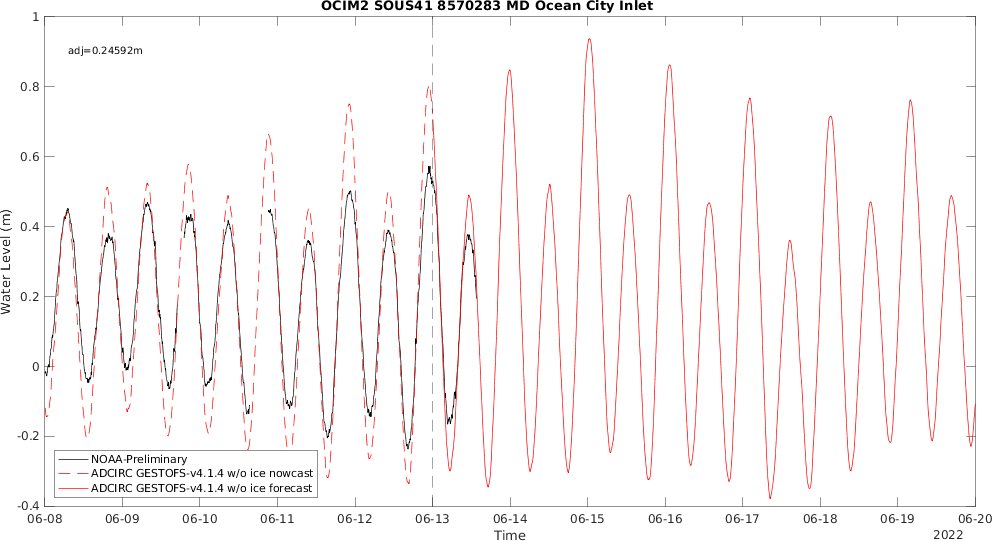 OCIM2 SOUS41 8570283 MD Ocean City Inlet
adj=0.24592m
1
0.8
0.6
0.4
0.2
0
-0.2
-0.4
Water Level (m)
NOAA-Preliminary
ADCIRC GESTOFS-v4.1.4 w/o ice nowcast
ADCIRC GESTOFS-v4.1.4 w/o ice forecast
06-08 06-09 06-10 06-11 06-12 06-13 06-14 06-15 06-16 06-17 06-18 06-19 06-20
Time
2022